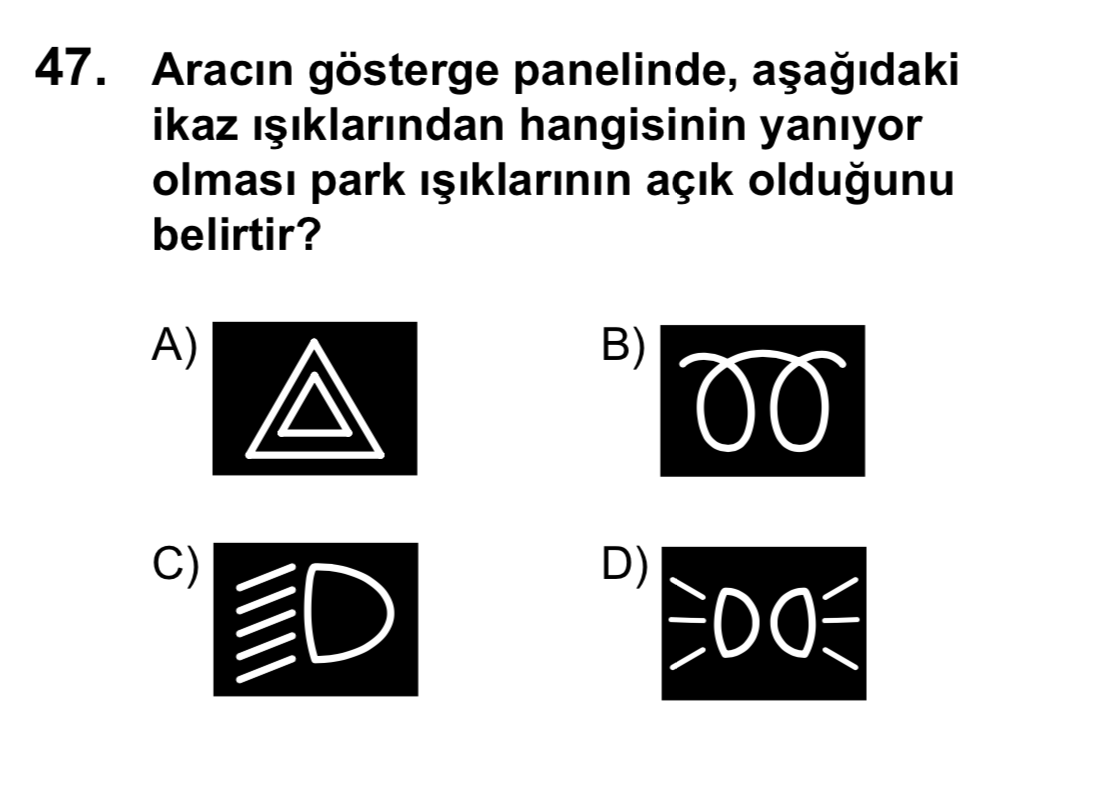 47. Aracın gösterge panelinde, aşağıdaki
ikaz ışıklarından hangisinin yanıyor
olması park ışıklarının açık olduğunu
belirtir?
A) B)
C) D)